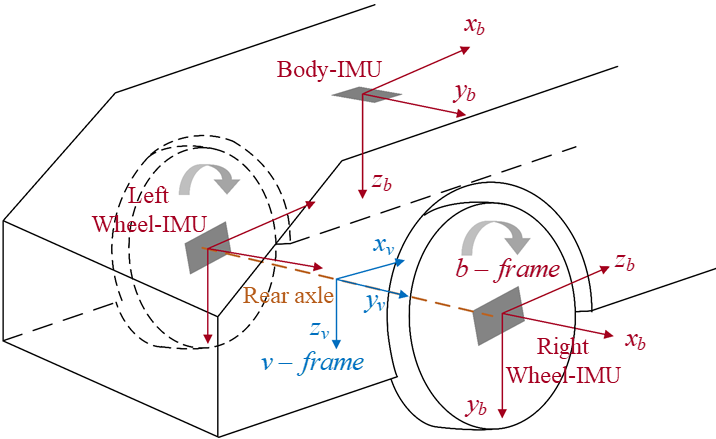 x_b
Body-IMU
y_b
z_b
Left
Wheel-IMU
x_v
b – frame
z_b
Rear axle
y_v
z_v
v – frame
x_b
Right
Wheel-IMU
y_b